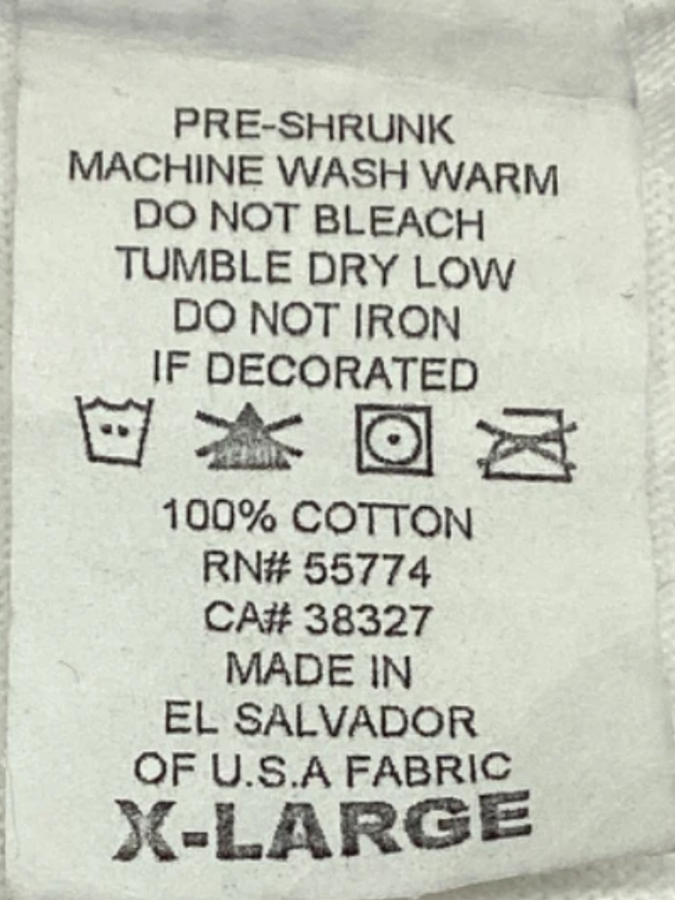 PRE-SHRUNK
MACHINE WASH WARM
DO NOT BLEACH
TUMBLE DRY LOW
DO NOT IRON
IF DECORATED
100% COTTON
RN# 55774
CA# 38327
MADE IN
EL SALVADOR
OF U.S.A FABRIC
X-LARGE